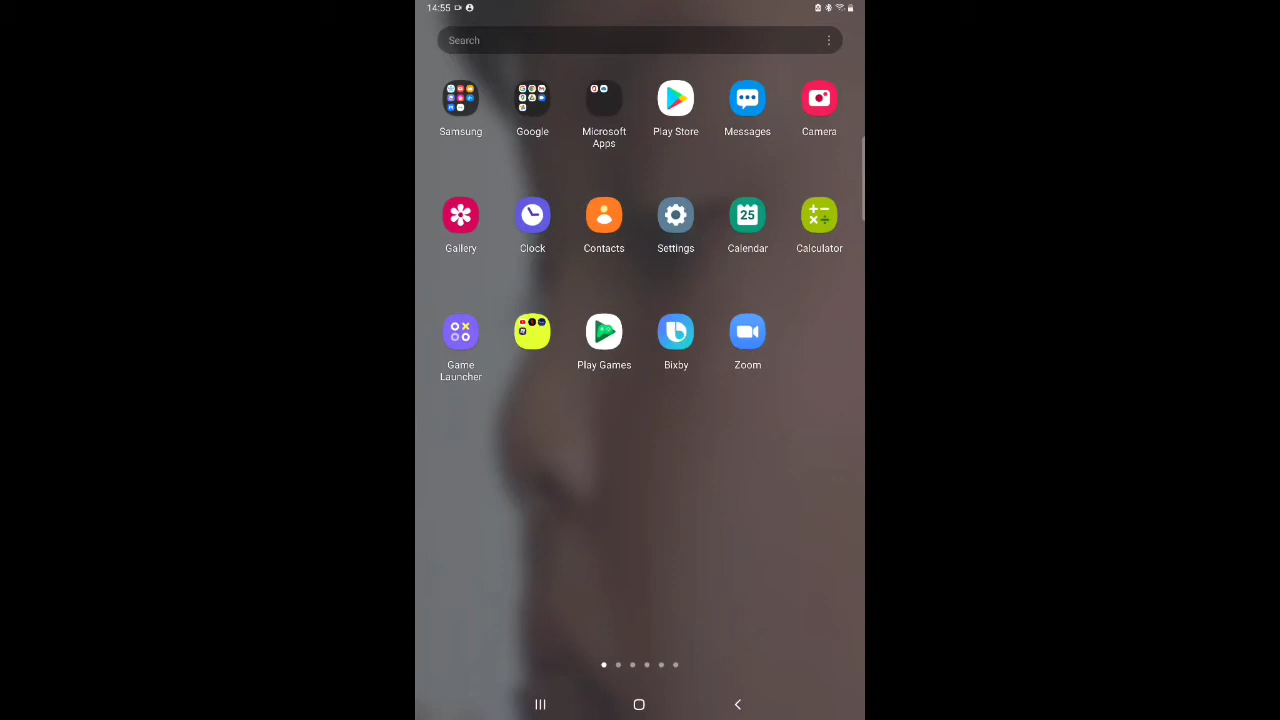 14:55
Search
Samsung
Google
Microsoft
Apps
Play Store
Messages
Camera
Gallery
Clock
Contacts
Settings
25
Calendar
Calculator
Game
Launcher
Play Games
Bixby
Zoom